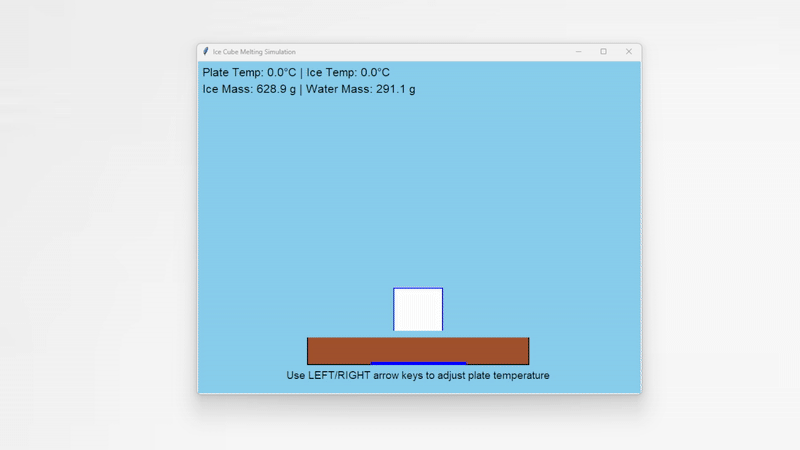 Ice Cube Melting Simulation
Plate Temp: 0.0°C | Ice Temp: 0.0°C
Ice Mass: 628.9 g | Water Mass: 291.1 g
Use LEFT/RIGHT arrow keys to adjust plate temperature